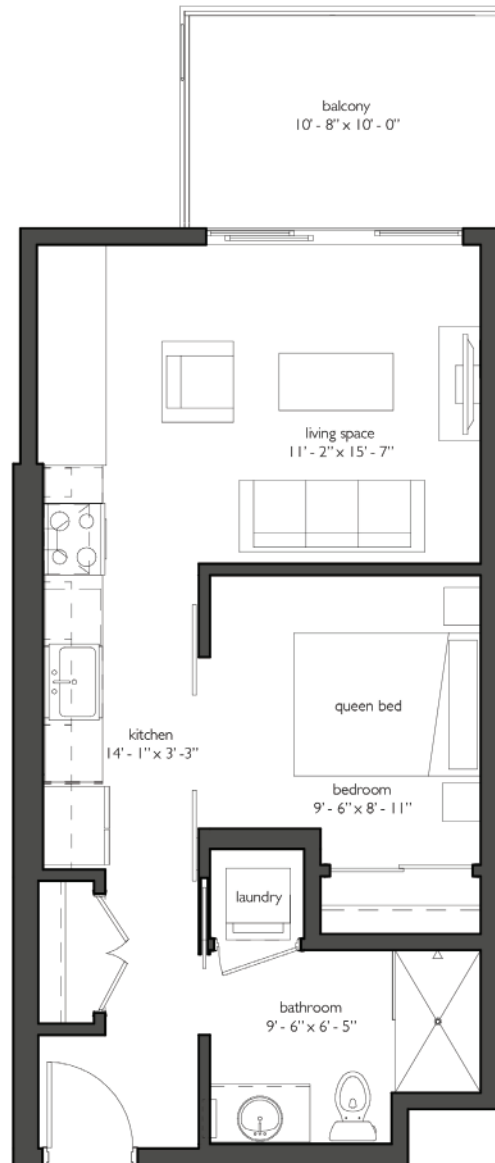 balcony
10' - 8" x 10' - 0"
living space
11' - 2" x 15' - 7"
queen bed
kitchen
14' - 1" x 3' -3"
bedroom
9' - 6" x 8' - 11"
laundry
bathroom
9' - 6" x 6' - 5"